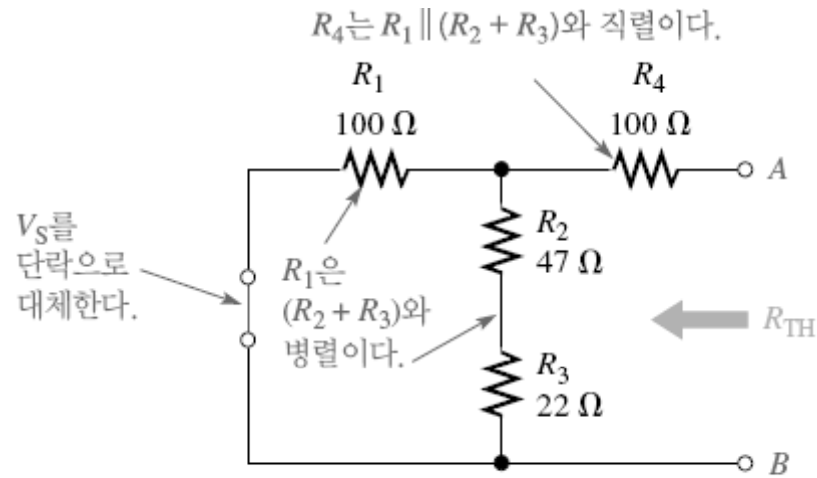 R4는 R1 || (R2 + R3)와 직렬이다.
R1
100 Ω
R4
100 Ω
A
VS를
단락으로
대체한다.
R1은
(R2 + R3)와
병렬이다.
R2
47 Ω
RTH
R3
22 Ω
B